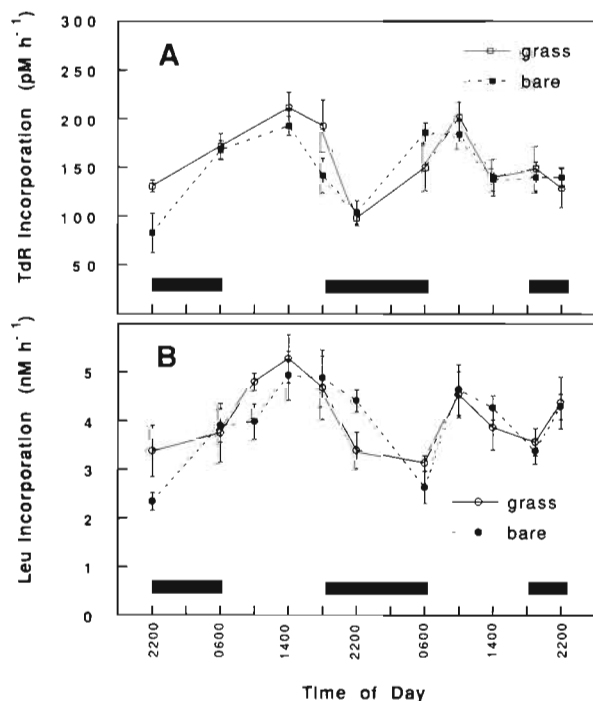 TdR Incorporation (pM h⁻¹)
300
250
200
150
100
50
A
grass
bare
Leu Incorporation (nM h⁻¹)
5
4
3
2
1
0
B
grass
bare
2200
0600
1400
2200
0600
1400
2200
Time of Day